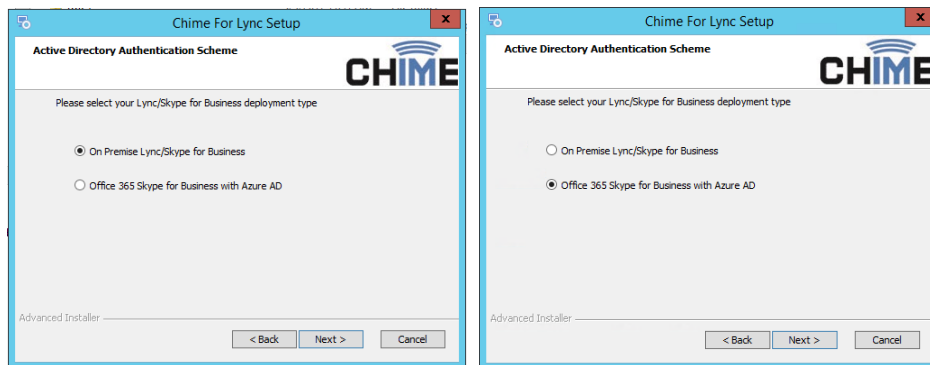 Chime For Lync Setup
x
Active Directory Authentication Scheme
CHIME
Please select your Lync/Skype for Business deployment type
On Premise Lync/Skype for Business
Office 365 Skype for Business with Azure AD
Advanced Installer
< Back
Next >
Cancel
Chime For Lync Setup
x
Active Directory Authentication Scheme
CHIME
Please select your Lync/Skype for Business deployment type
On Premise Lync/Skype for Business
Office 365 Skype for Business with Azure AD
Advanced Installer
< Back
Next >
Cancel